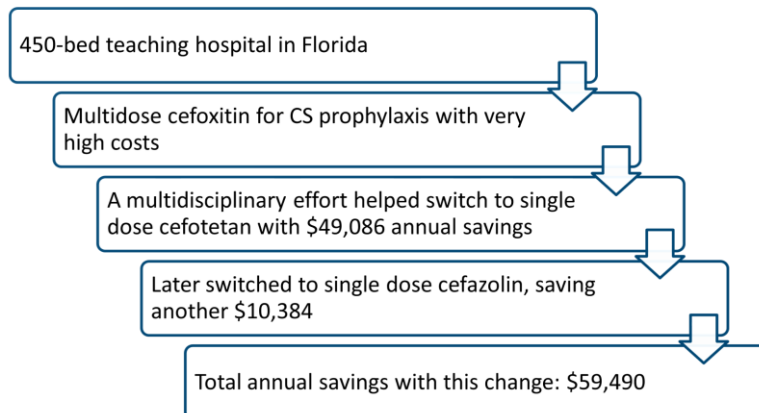 450-bed teaching hospital in Florida
Multidose cefoxitin for CS prophylaxis with very
high costs
A multidisciplinary effort helped switch to single
dose cefotetan with $49,086 annual savings
Later switched to single dose cefazolin, saving
another $10,384
Total annual savings with this change: $59,490